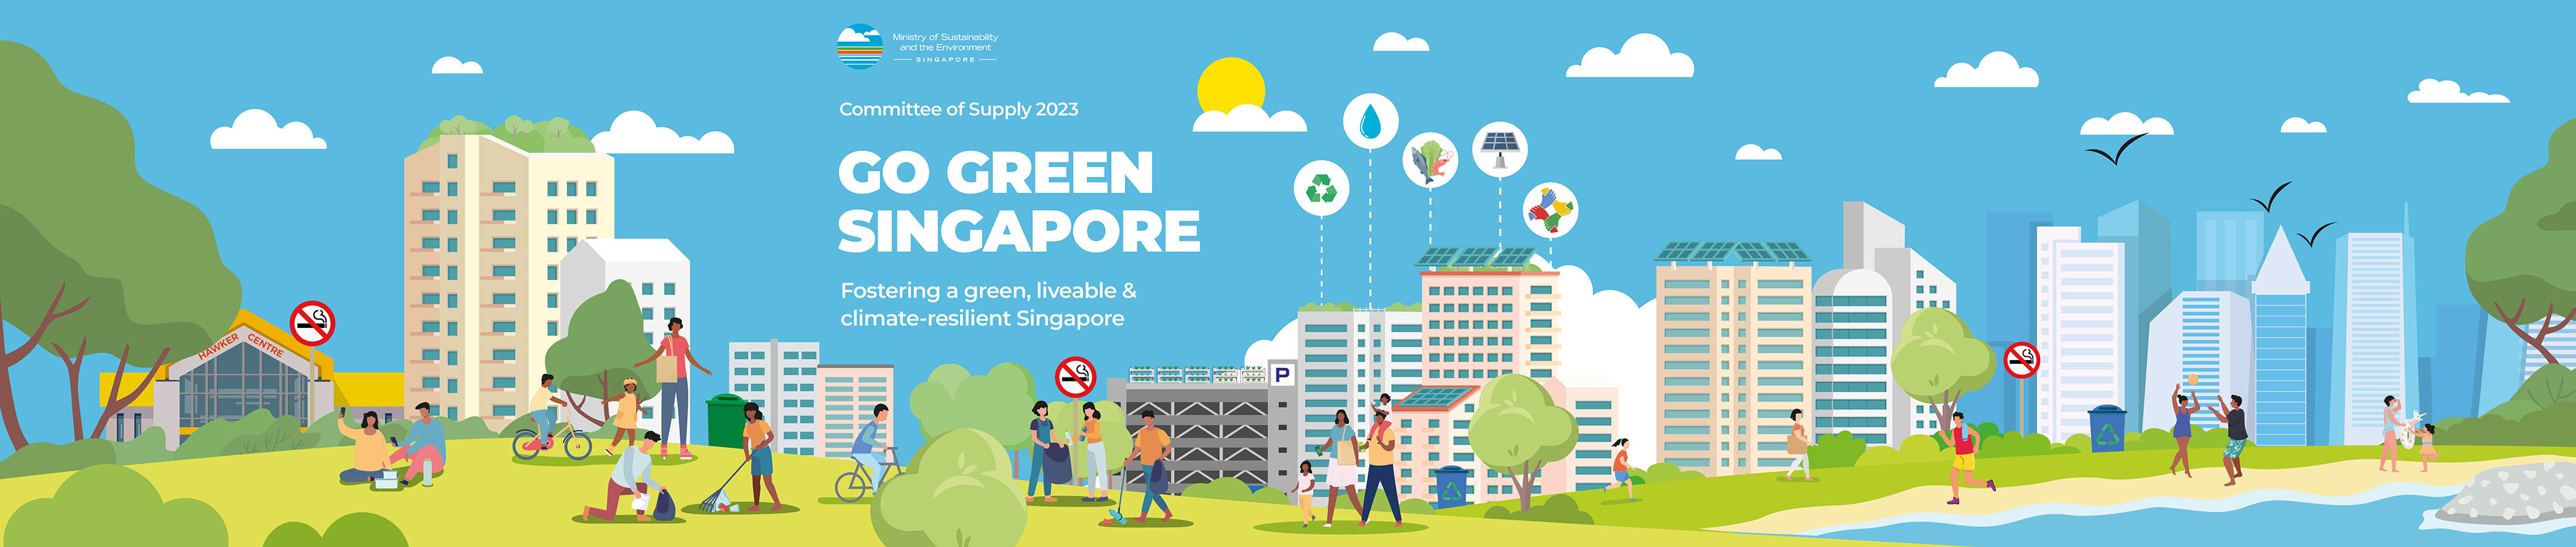 Ministry of Sustainability
and the Environment
SINGAPORE
Committee of Supply 2023
GO GREEN
SINGAPORE
Fostering a green, liveable &
climate-resilient Singapore
HAWKER CENTRE
P